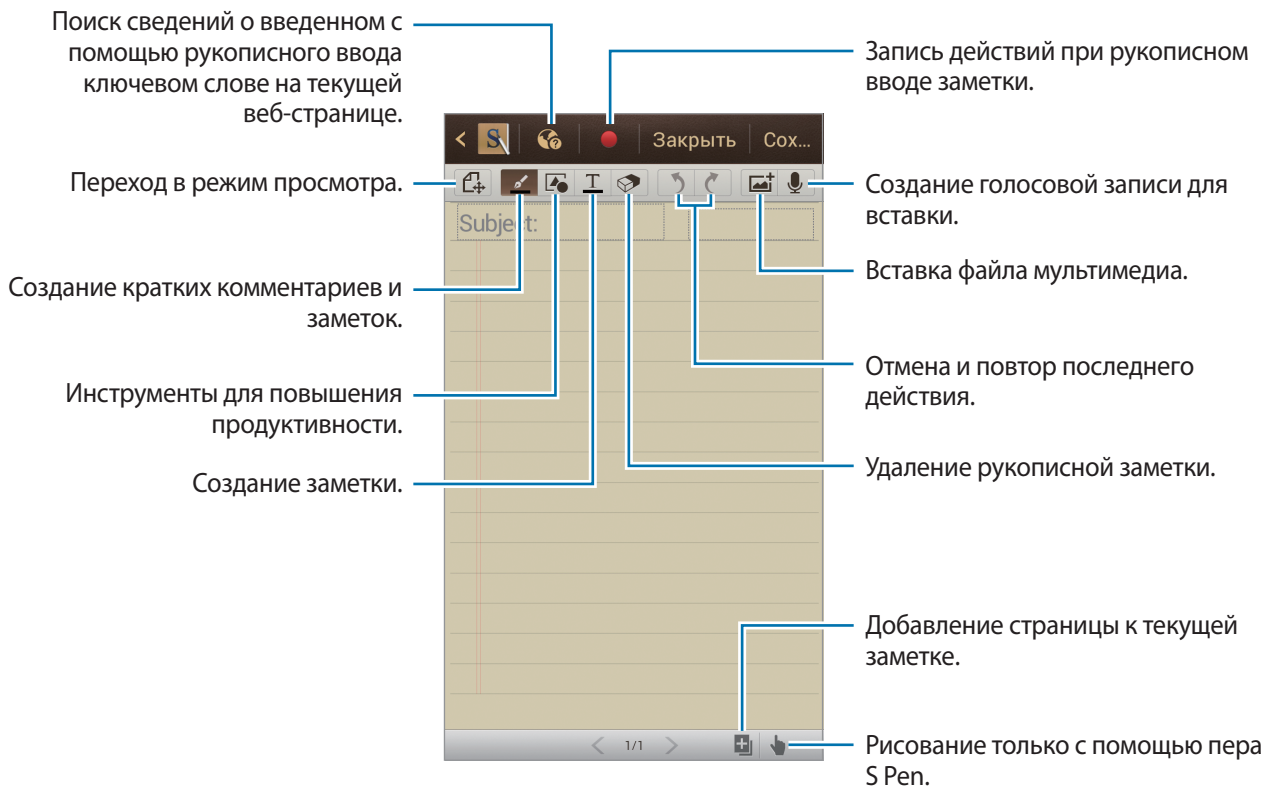 Поиск сведений о введенном с
помощью рукописного ввода
ключевом слове на текущей
веб-странице.
Переход в режим просмотра.
Создание кратких комментариев и
заметок.
Инструменты для повышения
продуктивности.
Создание заметки.
S
Закрыть
Сох...
T
Subject:
1/1
Запись действий при рукописном
вводе заметки.
Создание голосовой записи для
вставки.
Вставка файла мультимедиа.
Отмена и повтор последнего
действия.
Удаление рукописной заметки.
Добавление страницы к текущей
заметке.
Рисование только с помощью пера
S Pen.